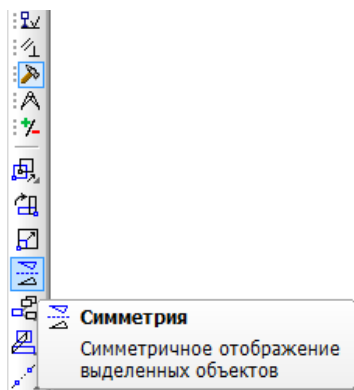 Симметрия
Симметричное отображение
выделенных объектов